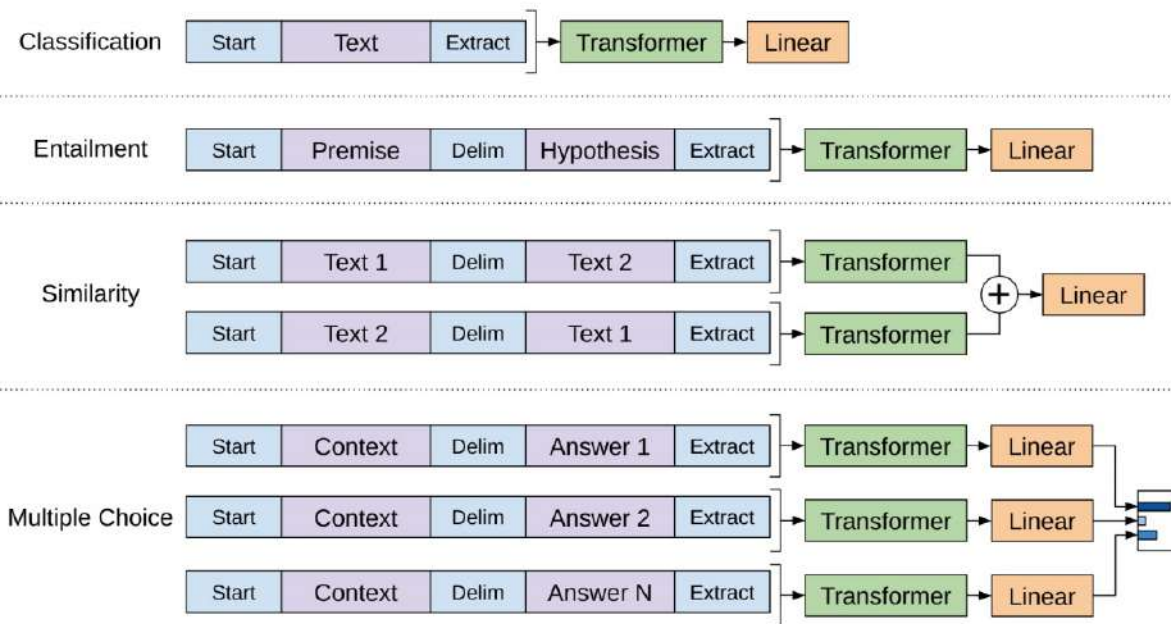 Classification Start Text Extract Transformer Linear
Entailment Start Premise Delim Hypothesis Extract Transformer Linear
Start Text 1 Delim Text 2 Extract Transformer
Similarity + Linear
Start Text 2 Delim Text 1 Extract Transformer
Start Context Delim Answer 1 Extract Transformer Linear
Multiple Choice Start Context Delim Answer 2 Extract Transformer Linear
Start Context Delim Answer N Extract Transformer Linear